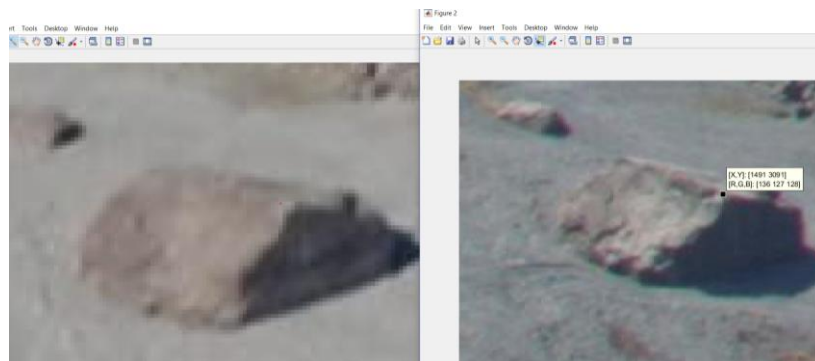 Figure 2
Tools Desktop Window Help
File Edit View Insert Tools Desktop Window Help
[X,Y]: [1491 3091]
[R,G,B]: [136 127 128]